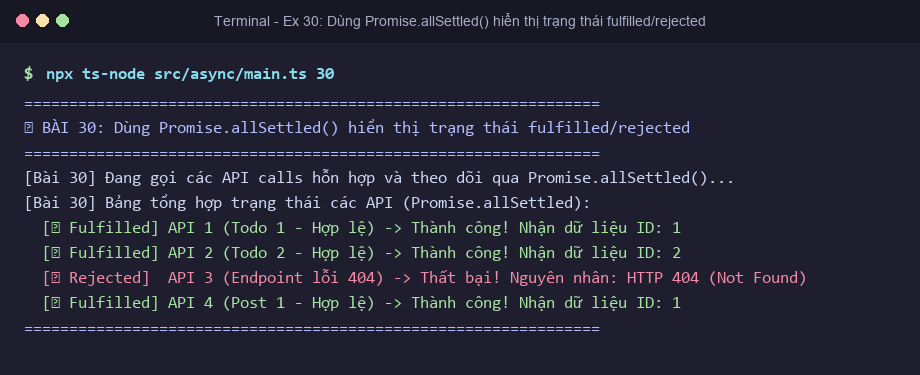 Terminal - Ex 30: Dùng Promise.allSettled() hiển thị trạng thái fulfilled/rejected
$ npx ts-node src/async/main.ts 30
================================================================
BÀI 30: Dùng Promise.allSettled() hiển thị trạng thái fulfilled/rejected
================================================================
[Bài 30] Đang gọi các API calls hỗn hợp và theo dõi qua Promise.allSettled()...
[Bài 30] Bảng tổng hợp trạng thái các API (Promise.allSettled):
[ Fulfilled] API 1 (Todo 1 - Hợp lệ) -> Thành công! Nhận dữ liệu ID: 1
[ Fulfilled] API 2 (Todo 2 - Hợp lệ) -> Thành công! Nhận dữ liệu ID: 2
[ Rejected]  API 3 (Endpoint lỗi 404) -> Thất bại! Nguyên nhân: HTTP 404 (Not Found)
[ Fulfilled] API 4 (Post 1 - Hợp lệ) -> Thành công! Nhận dữ liệu ID: 1
================================================================